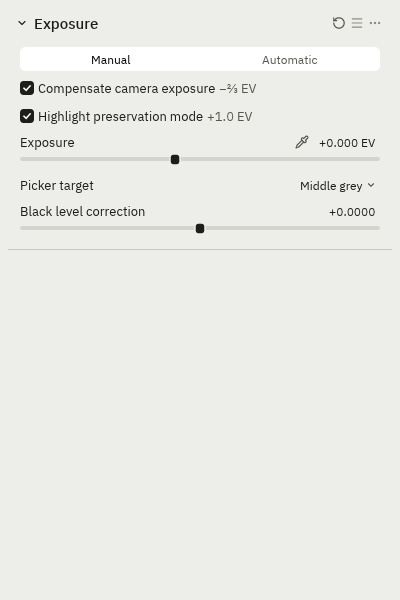 Exposure
Manual Automatic
Compensate camera exposure −⅔ EV
Highlight preservation mode +1.0 EV
Exposure +0.000 EV
Picker target Middle grey
Black level correction +0.0000